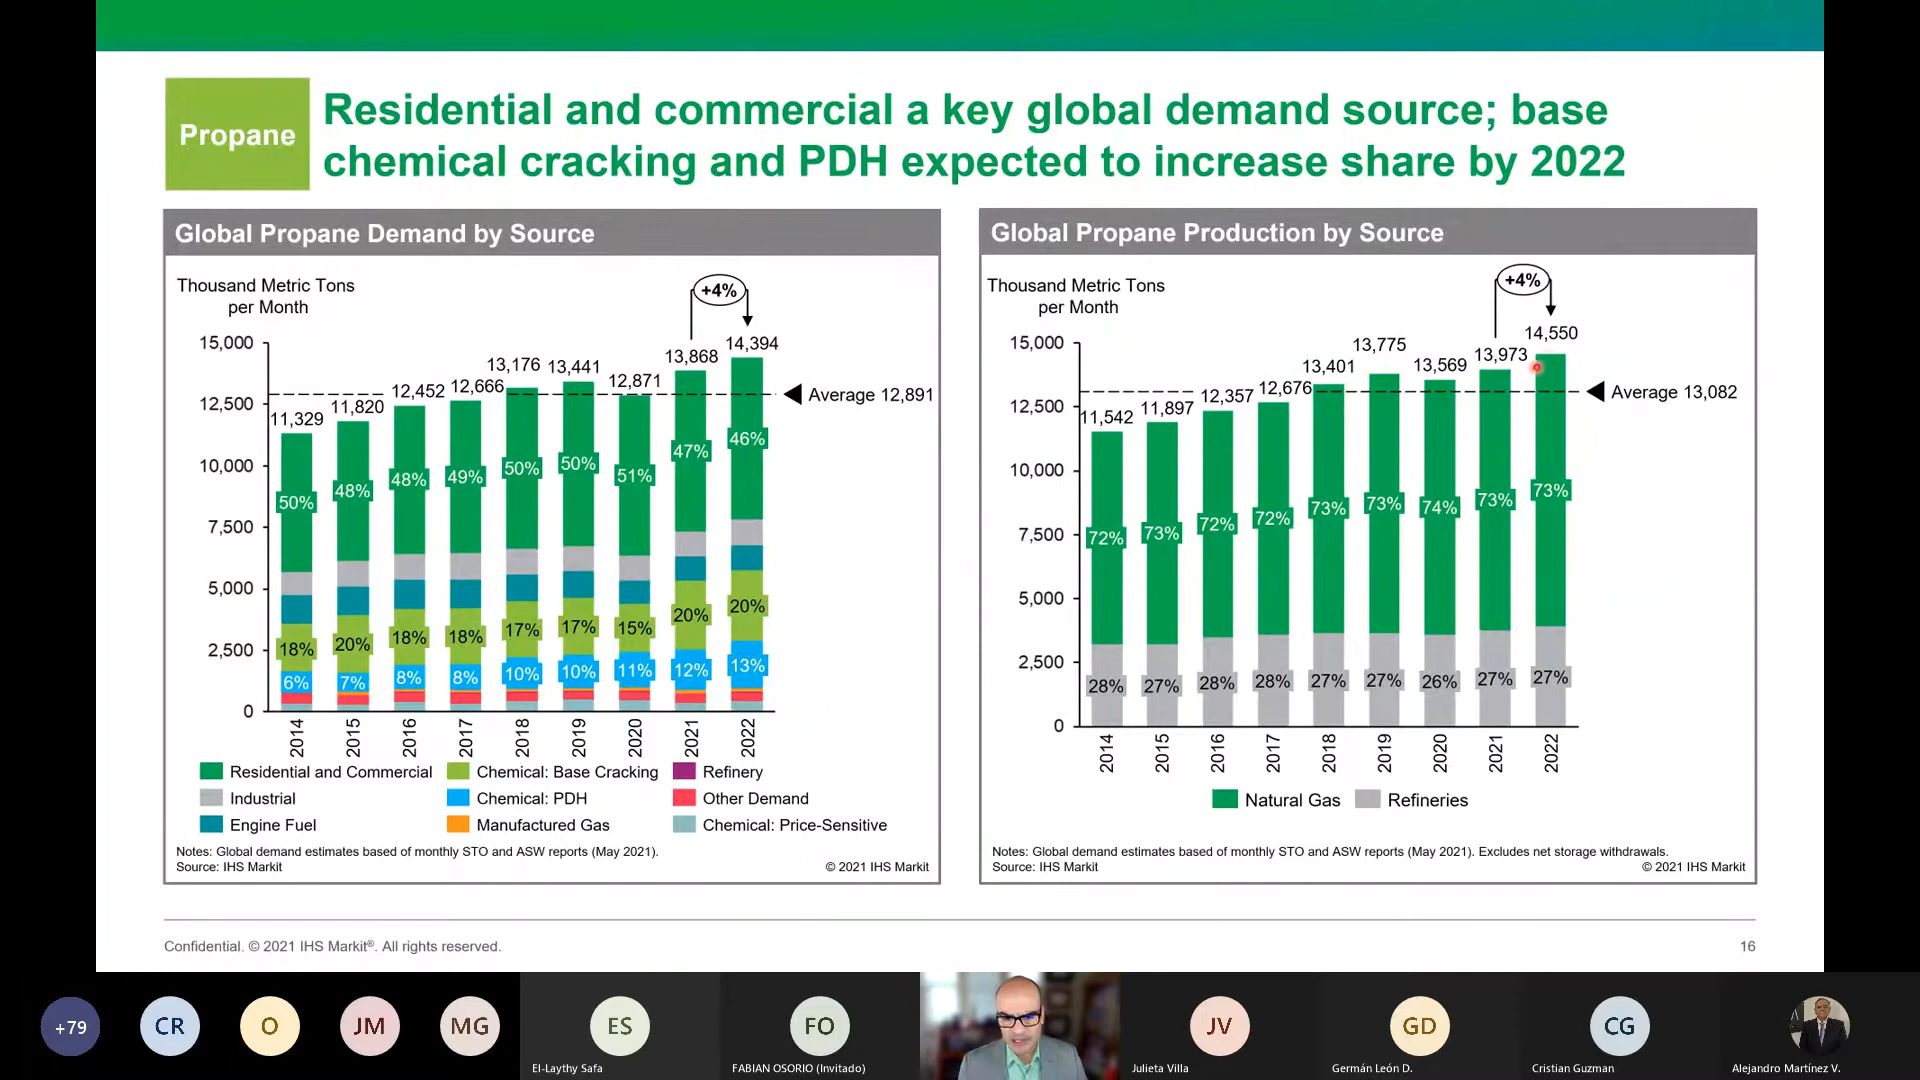 Propane
Residential and commercial a key global demand source; base
chemical cracking and PDH expected to increase share by 2022
Global Propane Demand by Source
Thousand Metric Tons
per Month
+4%
15,000
12,500
10,000
7,500
5,000
2,500
0
11,329
11,820
12,452
12,666
13,176
13,441
12,871
13,868
14,394
Average 12,891
50%
48%
48%
49%
50%
50%
51%
47%
46%
18%
20%
18%
18%
17%
17%
15%
20%
20%
6%
7%
8%
8%
10%
10%
11%
12%
13%
2014
2015
2016
2017
2018
2019
2020
2021
2022
Residential and Commercial
Chemical: Base Cracking
Refinery
Industrial
Chemical: PDH
Other Demand
Engine Fuel
Manufactured Gas
Chemical: Price-Sensitive
Notes: Global demand estimates based of monthly STO and ASW reports (May 2021).
Source: IHS Markit
© 2021 IHS Markit
Global Propane Production by Source
Thousand Metric Tons
per Month
+4%
15,000
12,500
10,000
7,500
5,000
2,500
0
11,542
11,897
12,357
12,676
13,401
13,775
13,569
13,973
14,550
Average 13,082
72%
73%
72%
72%
73%
73%
74%
73%
73%
28%
27%
28%
28%
27%
27%
26%
27%
27%
2014
2015
2016
2017
2018
2019
2020
2021
2022
Natural Gas
Refineries
Notes: Global demand estimates based of monthly STO and ASW reports (May 2021). Excludes net storage withdrawals.
Source: IHS Markit
© 2021 IHS Markit
Confidential. © 2021 IHS Markit®. All rights reserved.
16
+79
CR
O
JM
MG
ES
FO
JV
GD
CG
El-Laythy Safa
FABIAN OSORIO (Invitado)
Julieta Villa
Germán León D.
Cristian Guzman
Alejandro Martínez V.